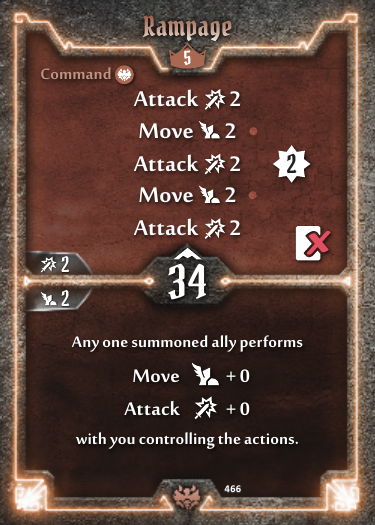 Rampage
5
Command
Attack 2
Move 2
Attack 2
2
Move 2
Attack 2
2
34
2
Any one summoned ally performs
Move +0
Attack +0
with you controlling the actions.
466